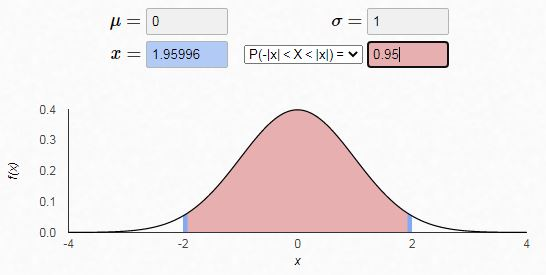 μ = 0 σ = 1
x = 1.95996 P(-|x| < X < |x|) = 0.95
0.4
0.3
0.2
0.1
0.0
f(x)
-4 -2 0 2 4
x